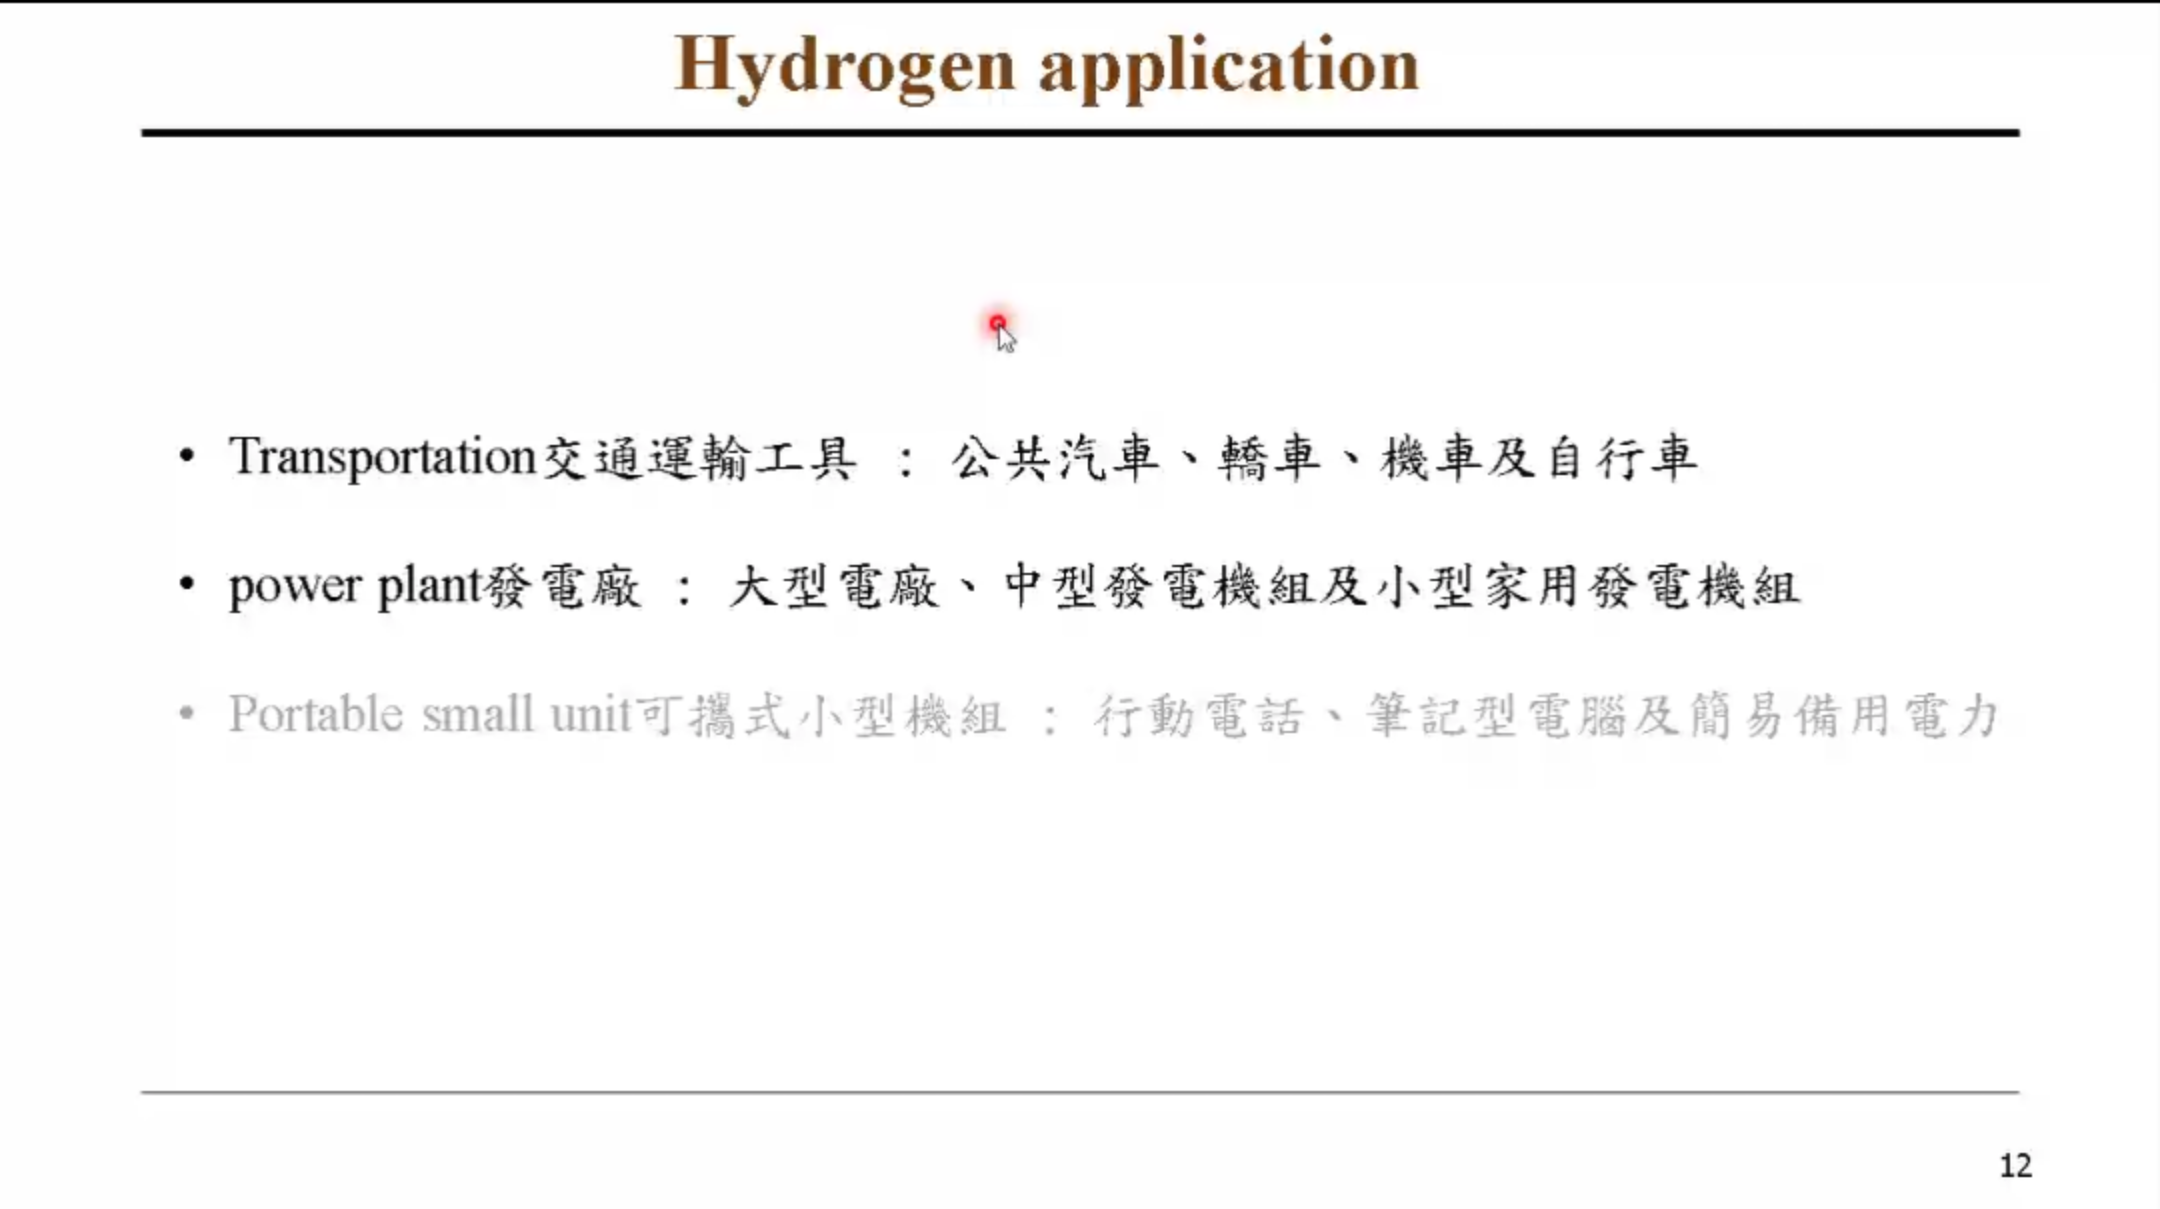 Hydrogen application
• Transportation交通運輸工具 : 公共汽車、轎車、機車及自行車
• power plant發電廠 : 大型電廠、中型發電機組及小型家用發電機組
• Portable small unit可攜式小型機組 : 行動電話、筆記型電腦及簡易備用電力
12